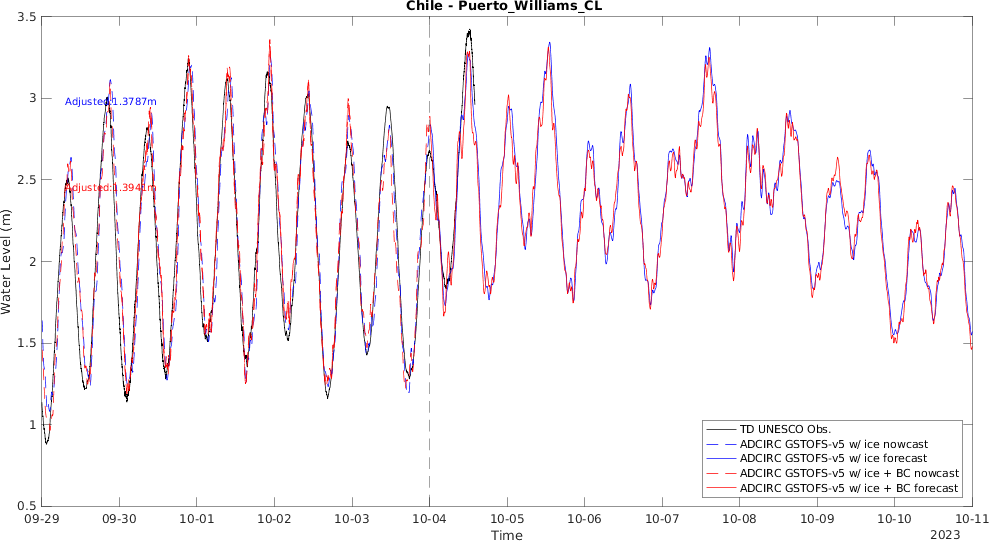 Chile - Puerto_Williams_CL
3.5
3
2.5
2
1.5
1
0.5
Water Level (m)
Adjusted:1.3787m
Adjusted:1.3941m
TD UNESCO Obs.
ADCIRC GSTOFS-v5 w/ ice nowcast
ADCIRC GSTOFS-v5 w/ ice forecast
ADCIRC GSTOFS-v5 w/ ice + BC nowcast
ADCIRC GSTOFS-v5 w/ ice + BC forecast
09-29 09-30 10-01 10-02 10-03 10-04 10-05 10-06 10-07 10-08 10-09 10-10 10-11
Time
2023